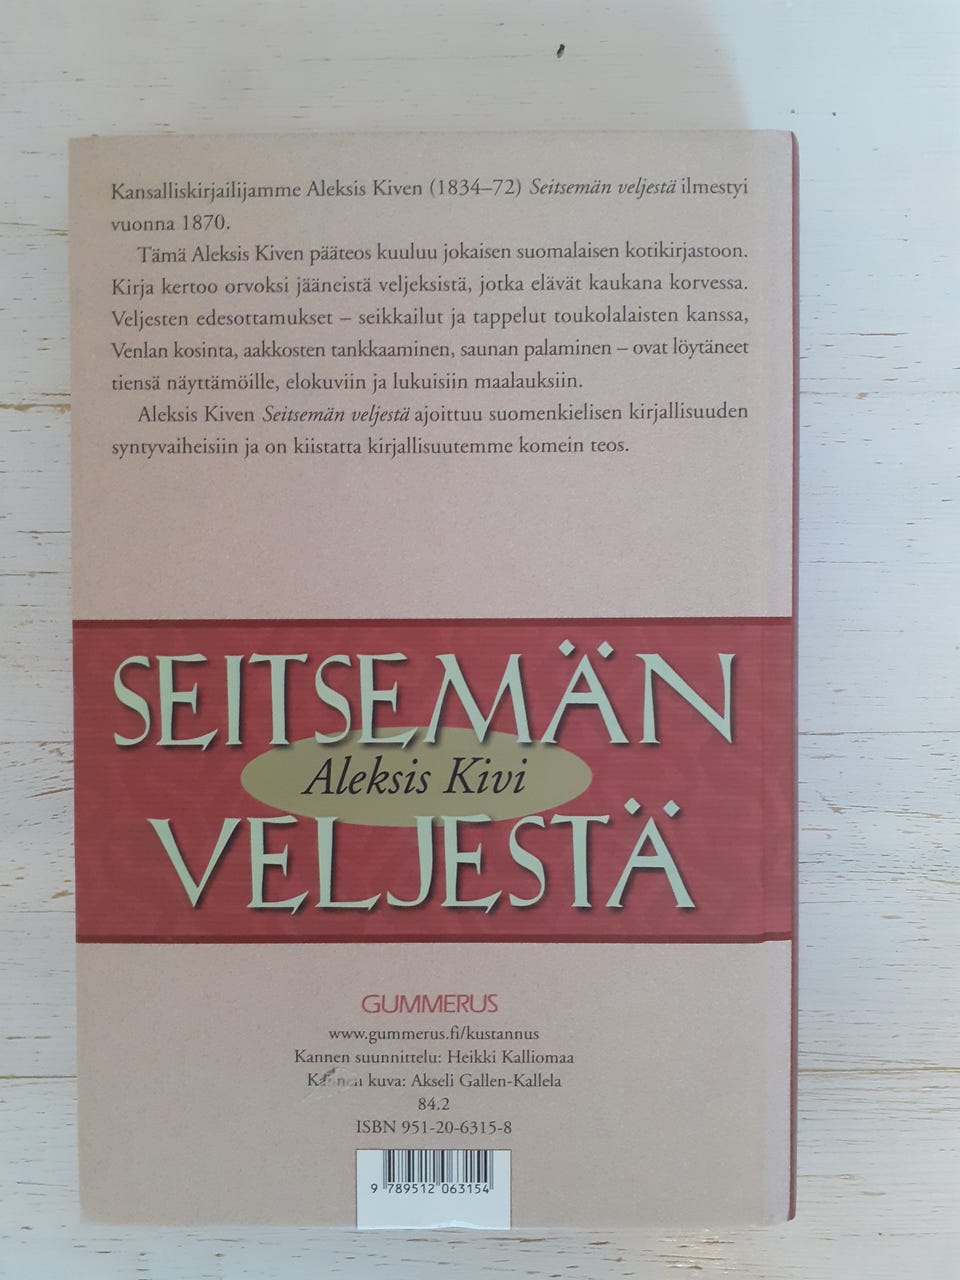 Kansalliskirjailijamme Aleksis Kiven (1834–72) Seitsemän veljestä ilmestyi
vuonna 1870.
Tämä Aleksis Kiven pääteos kuuluu jokaisen suomalaisen kotikirjastoon.
Kirja kertoo orvoksi jääneistä veljeksistä, jotka elävät kaukana korvessa.
Veljesten edesottamukset – seikkailut ja tappelut toukolalaisten kanssa,
Venlan kosinta, aakkosten tankkaaminen, saunan palaminen – ovat löytäneet
tiensä näyttämöille, elokuviin ja lukuisiin maalauksiin.
Aleksis Kiven Seitsemän veljestä ajoittuu suomenkielisen kirjallisuuden
syntyvaiheisiin ja on kiistatta kirjallisuutemme komein teos.
SEITSEMÄN
Aleksis Kivi
VELJESTÄ
GUMMERUS
www.gummerus.fi/kustannus
Kannen suunnittelu: Heikki Kalliomaa
Kannen kuva: Akseli Gallen-Kallela
84.2
ISBN 951-20-6315-8
9 789512 063154